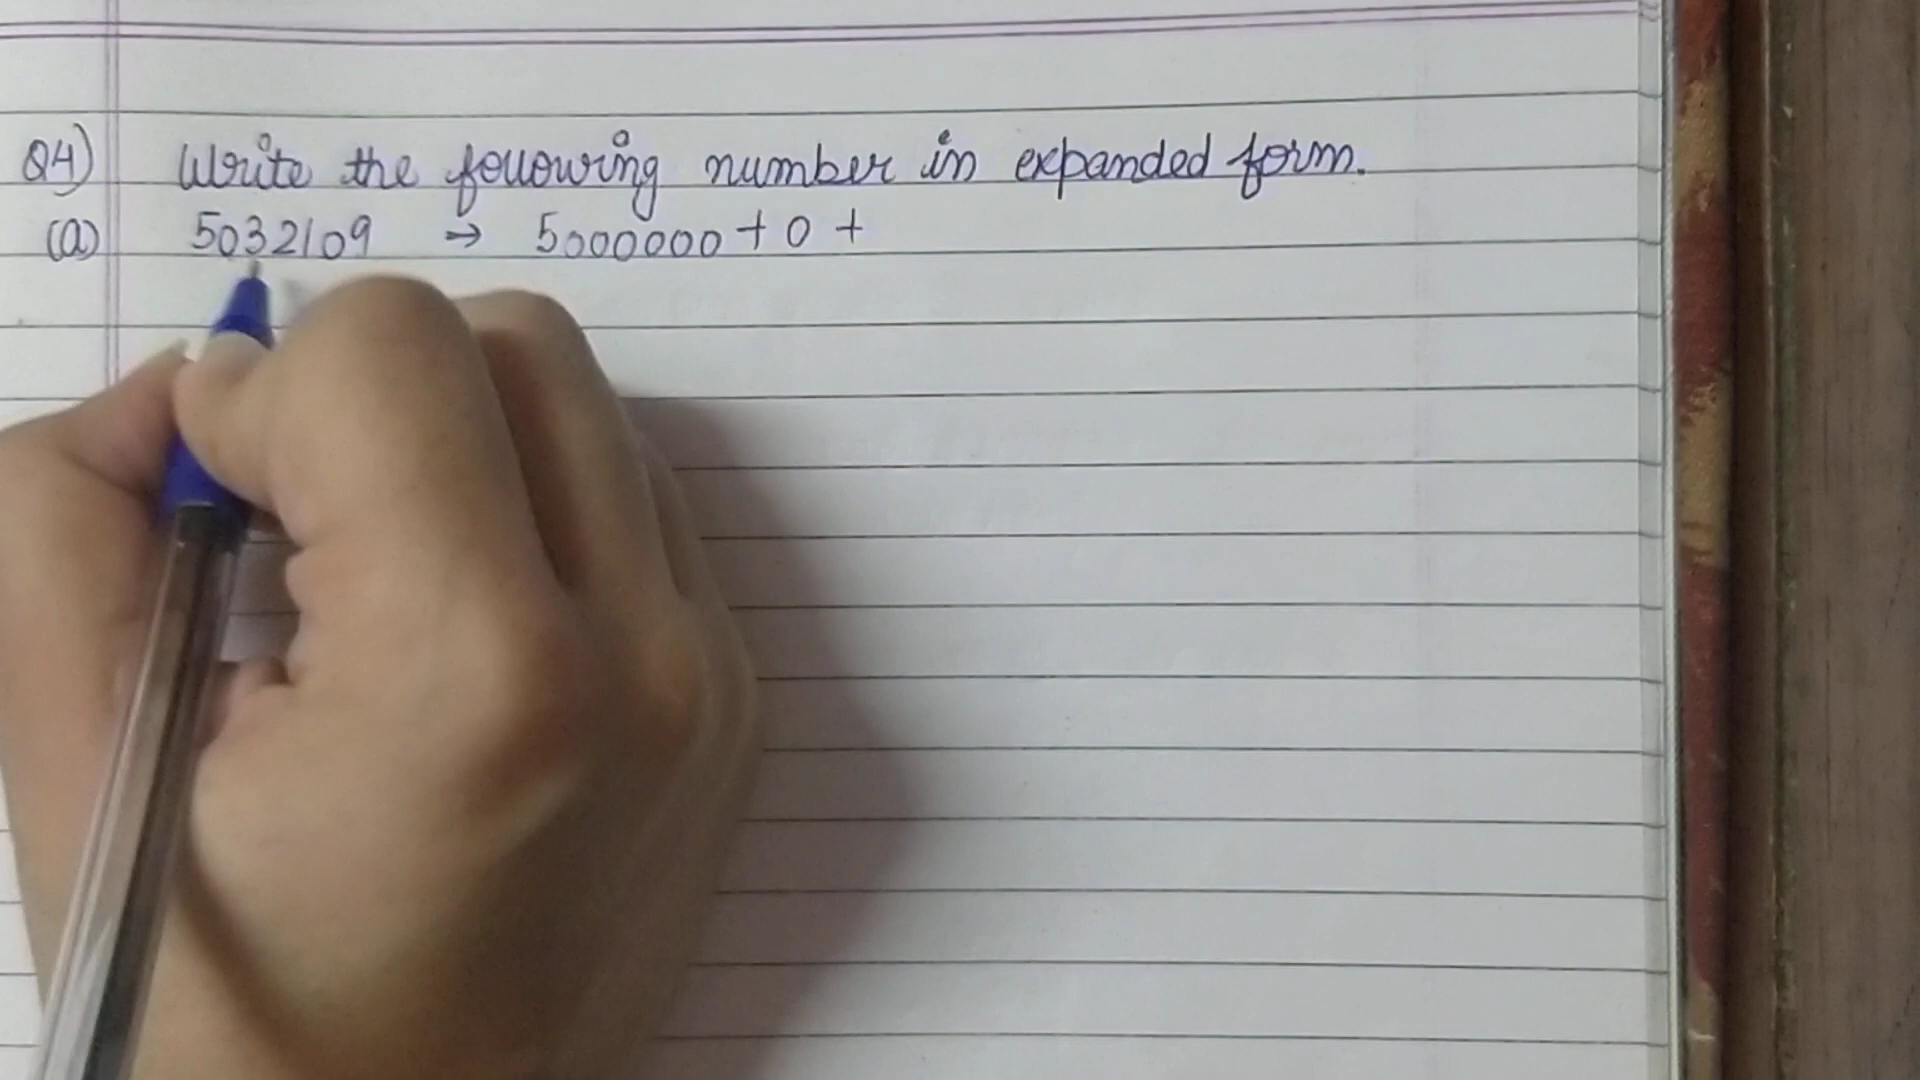 Q4) Write the following number in expanded form.
(a) 5032109 → 5000000 + 0 +